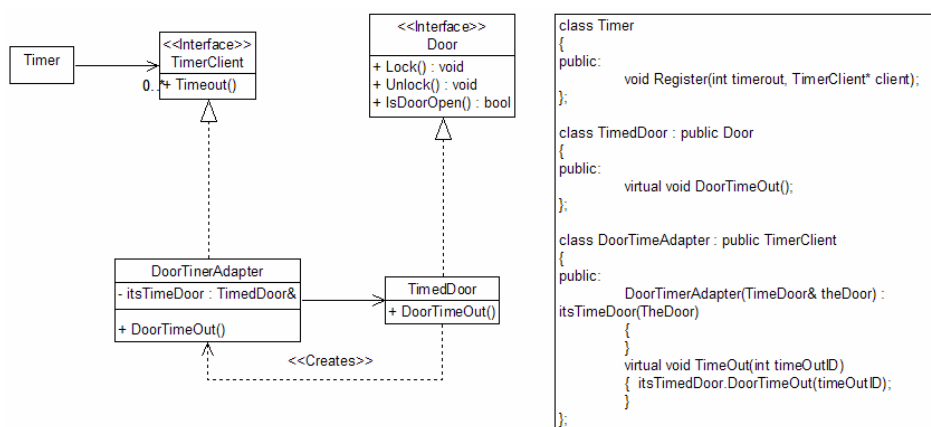 Timer
<<Interface>>
TimerClient
0..*
+ Timeout()
<<Interface>>
Door
+ Lock() : void
+ Unlock() : void
+ IsDoorOpen() : bool
DoorTinerAdapter
- itsTimeDoor : TimedDoor&
+ DoorTimeOut()
TimedDoor
+ DoorTimeOut()
<<Creates>>
class Timer
{
public:
void Register(int timerout, TimerClient* client);
};
class TimedDoor : public Door
{
public:
virtual void DoorTimeOut();
};
class DoorTimeAdapter : public TimerClient
{
public:
DoorTimerAdapter(TimeDoor& theDoor) :
itsTimeDoor(TheDoor)
{
}
virtual void TimeOut(int timeOutID)
{ itsTimedDoor.DoorTimeOut(timeOutID);
}
};